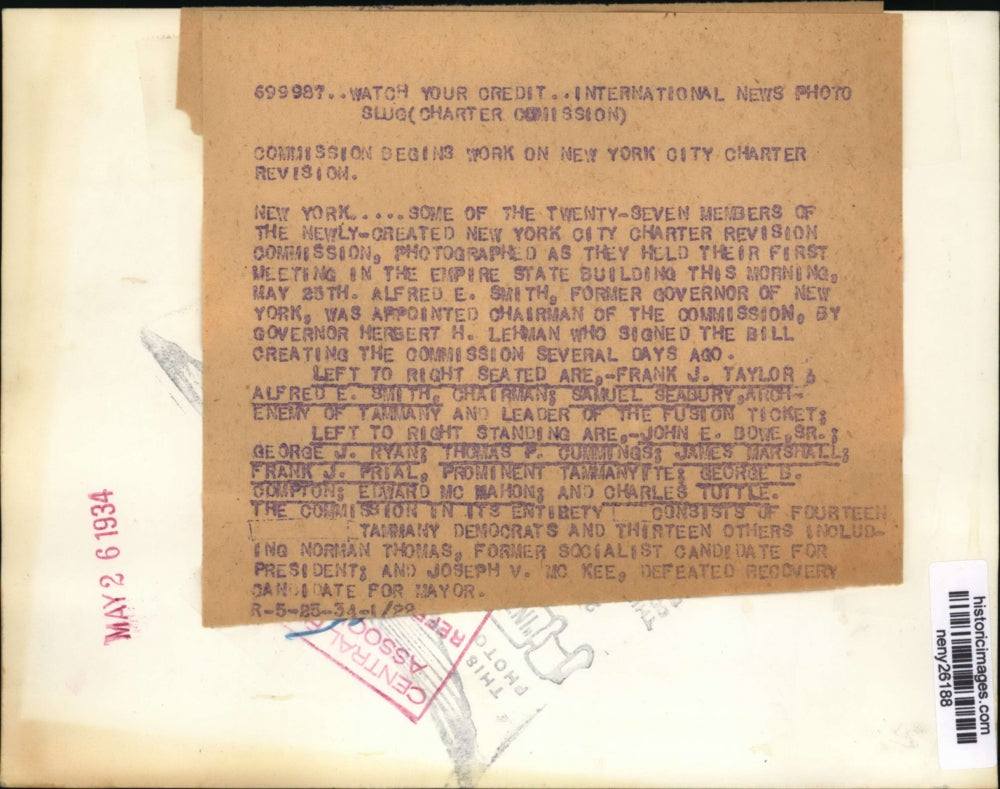 699987..WATCH YOUR CREDIT..INTERNATIONAL NEWS PHOTO
SLUG(CHARTER COMISSION)
COMMISSION BEGINS WORK ON NEW YORK CITY CHARTER
REVISION.
NEW YORK.....SOME OF THE TWENTY-SEVEN MEMBERS OF
THE NEWLY-CREATED NEW YORK CITY CHARTER REVISION
COMMISSION, PHOTOGRAPHED AS THEY HELD THEIR FIRST
MEETING IN THE EMPIRE STATE BUILDING THIS MORNING,
MAY 25TH. ALFRED E. SMITH, FORMER GOVERNOR OF NEW
YORK, WAS APPOINTED CHAIRMAN OF THE COMMISSION, BY
GOVERNOR HERBERT H. LEHMAN WHO SIGNED THE BILL
CREATING THE COMMISSION SEVERAL DAYS AGO.
LEFT TO RIGHT SEATED ARE,-FRANK J. TAYLOR;
ALFRED E. SMITH, CHAIRMAN; SAMUEL SEABURY,ARCH-
ENEMY OF TAMMANY AND LEADER OF THE FUSION TICKET;
LEFT TO RIGHT STANDING ARE,-JOHN E. BOWE,SR.;
GEORGE J. RYAN; THOMAS P. CUMMINGS; JAMES MARSHALL;
FRANK J. PRIAL, PROMINENT TAMMANYITE; GEORGE B.
COMPTON; EDWARD MC MAHON; AND CHARLES TUTTLE.
THE COMMISSION IN ITS ENTIRETY CONSISTS OF FOURTEEN
TAMMANY DEMOCRATS AND THIRTEEN OTHERS INCLUD-
ING NORMAN THOMAS, FORMER SOCIALIST CANDIDATE FOR
PRESIDENT; AND JOSEPH V. MC KEE, DEFEATED RECOVERY
CANDIDATE FOR MAYOR.
R-5-25-34-1/22
MAY 26 1934
CENTRAL
ASSOC
REF
THIS
PHOTO
historicimages.com
neny26188